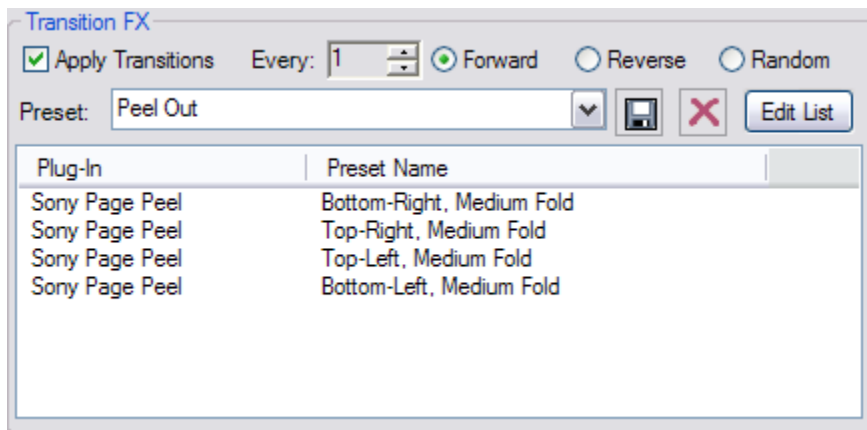 Transition FX
Apply Transitions Every: 1 Forward Reverse Random
Preset: Peel Out Edit List
Plug-In Preset Name
Sony Page Peel Bottom-Right, Medium Fold
Sony Page Peel Top-Right, Medium Fold
Sony Page Peel Top-Left, Medium Fold
Sony Page Peel Bottom-Left, Medium Fold